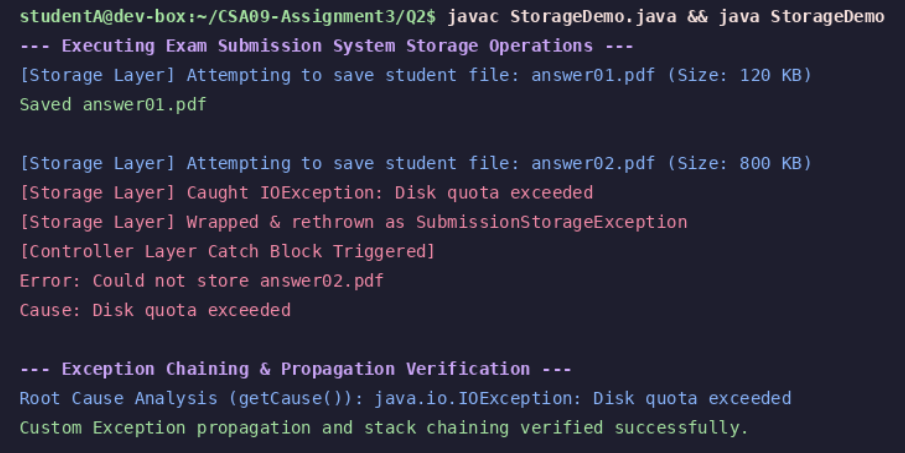 studentA@dev-box:~/CSA09-Assignment3/Q2$ javac StorageDemo.java && java StorageDemo
--- Executing Exam Submission System Storage Operations ---
[Storage Layer] Attempting to save student file: answer01.pdf (Size: 120 KB)
Saved answer01.pdf
[Storage Layer] Attempting to save student file: answer02.pdf (Size: 800 KB)
[Storage Layer] Caught IOException: Disk quota exceeded
[Storage Layer] Wrapped & rethrown as SubmissionStorageException
[Controller Layer Catch Block Triggered]
Error: Could not store answer02.pdf
Cause: Disk quota exceeded
--- Exception Chaining & Propagation Verification ---
Root Cause Analysis (getCause()): java.io.IOException: Disk quota exceeded
Custom Exception propagation and stack chaining verified successfully.